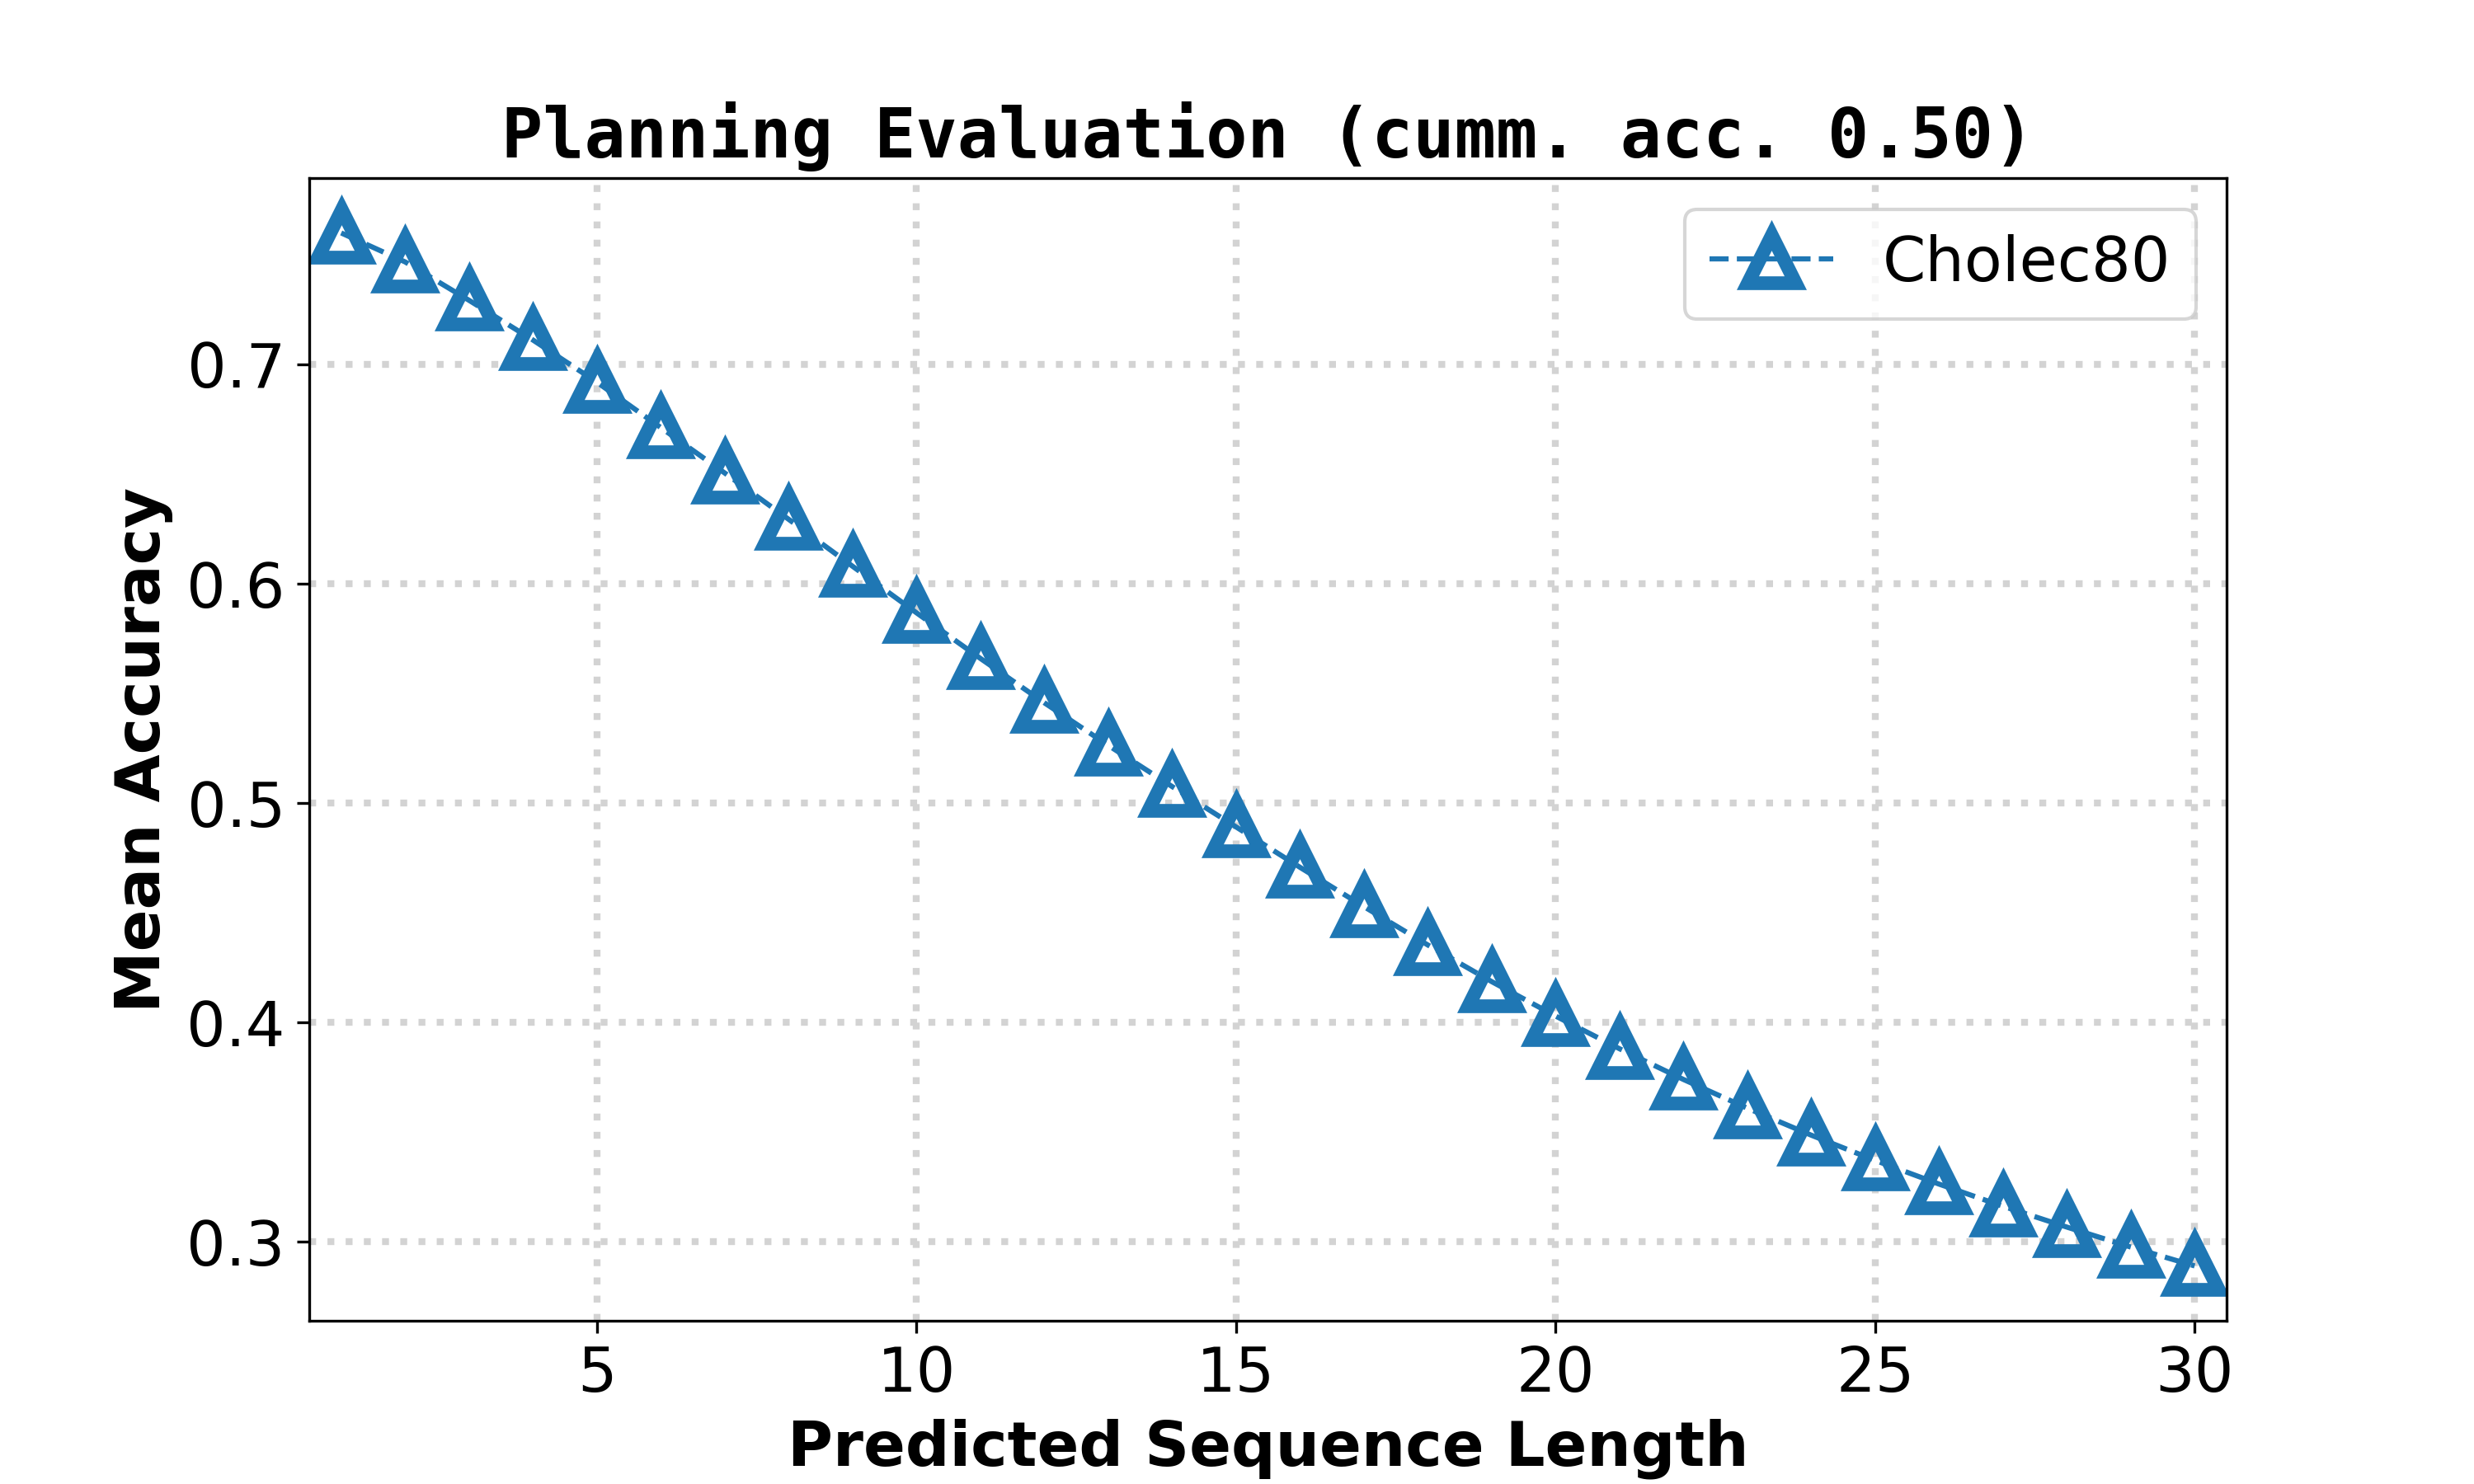 Planning Evaluation (cumm. acc. 0.50)
Cholec80
Mean Accuracy
0.7
0.6
0.5
0.4
0.3
5 10 15 20 25 30
Predicted Sequence Length